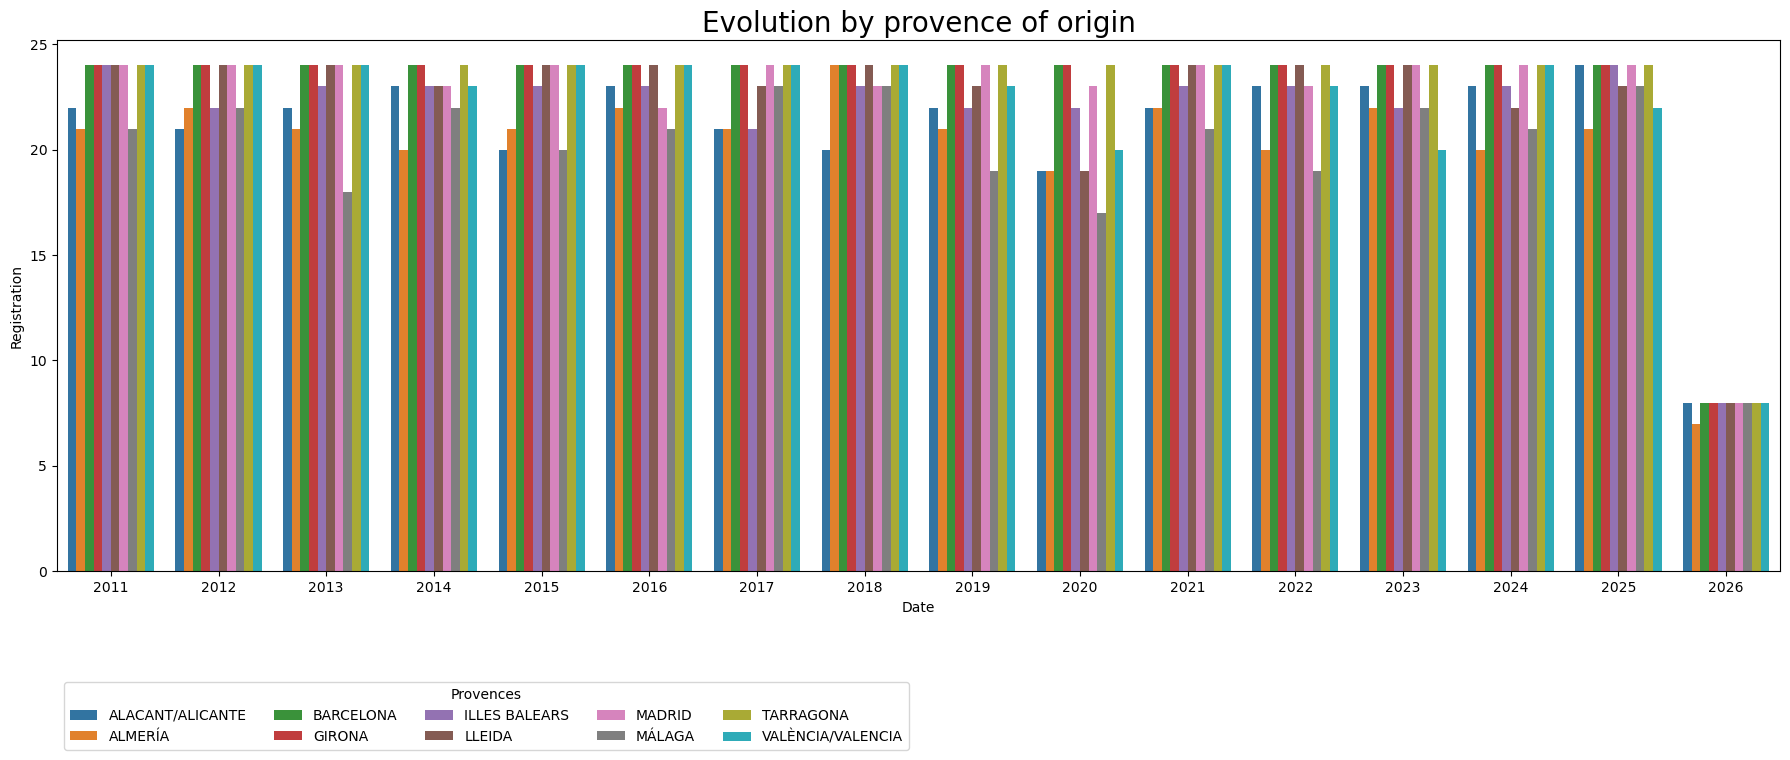 Evolution by provence of origin
25
20
15
10
5
0
Registration
2011 2012 2013 2014 2015 2016 2017 2018 2019 2020 2021 2022 2023 2024 2025 2026
Date
Provences
ALACANT/ALICANTE BARCELONA ILLES BALEARS MADRID TARRAGONA
ALMERÍA GIRONA LLEIDA MÁLAGA VALÈNCIA/VALENCIA